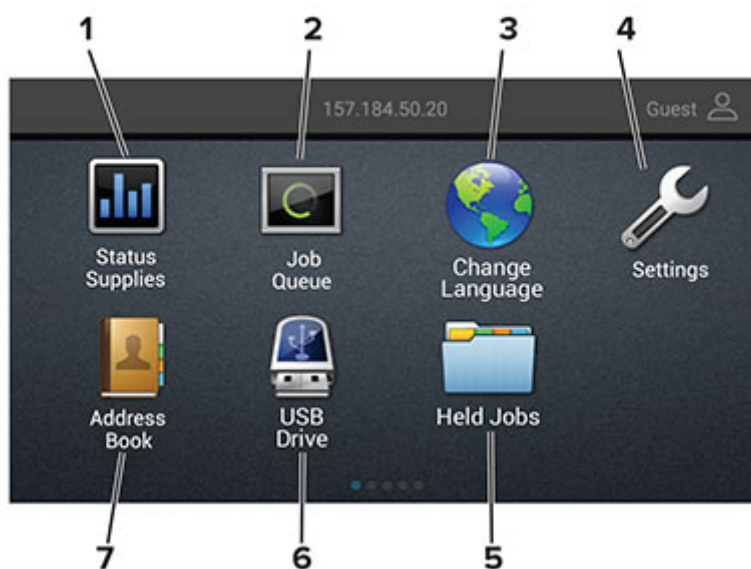 1 2 3 4
157.184.50.20 Guest
Status
Supplies
Job
Queue
Change
Language
Settings
Address
Book
USB
Drive
Held Jobs
7 6 5